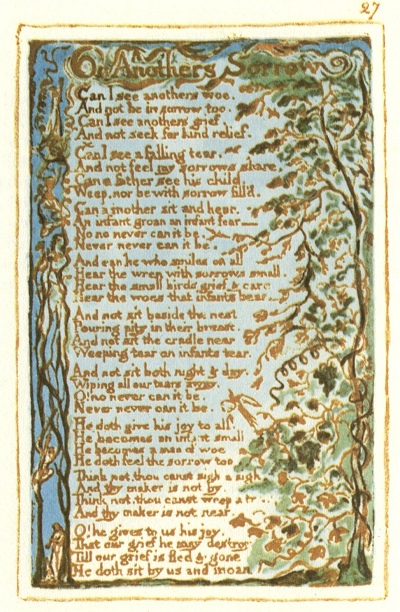 27
On Anothers Sorrow
Can I see anothers woe.
And not be in sorrow too.
Can I see anothers grief.
And not seek for kind relief.
Can I see a falling tear.
And not feel my sorrows share,
Can a father see his child,
Weep, nor be with sorrow fill'd.
Can a mother sit and hear.
An infant groan an infant fear
No no never can it be.
Never never can it be.
And can he who smiles on all
Hear the wren with sorrows small.
Hear the small birds grief & care
Hear the woes that infants bear
And not sit beside the nest
Pouring pity in their breast.
And not sit the cradle near
Weeping tear on infants tear.
And not sit both night & day.
Wiping all our tears away.
O! no never can it be.
Never never can it be.
He doth give his joy to all.
He becomes an infant small
He becomes a man of woe
He doth feel the sorrow too.
Think not, thou canst sigh a sigh
And thy maker is not by.
Think not, thou canst weep a
And thy maker is not near.
O! he gives to us his joy.
That our grief he may destroy
Till our grief is fled & gone
He doth sit by us and moan